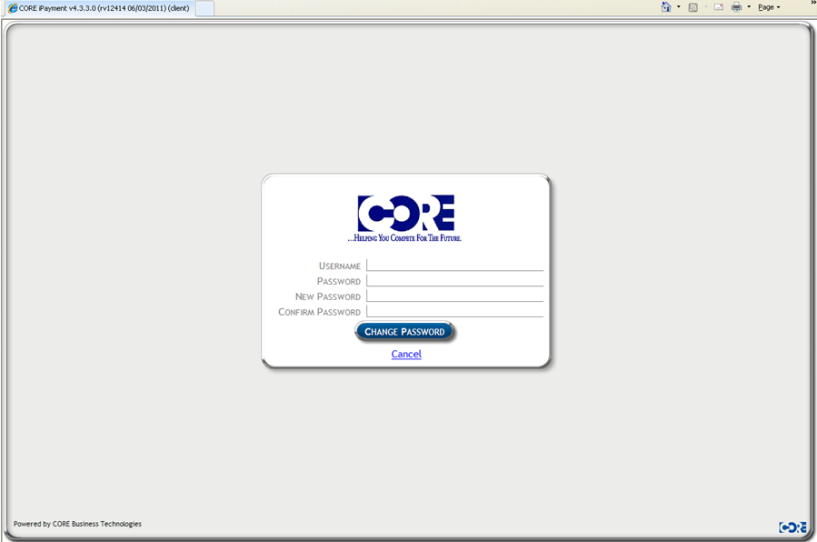 CORE iPayment v4.3.3.0 (rv12414 06/03/2011) (client)
Page
CORE
...Helping You Compete For The Future.
Username
Password
New Password
Confirm Password
Change Password
Cancel
Powered by CORE Business Technologies
CORE